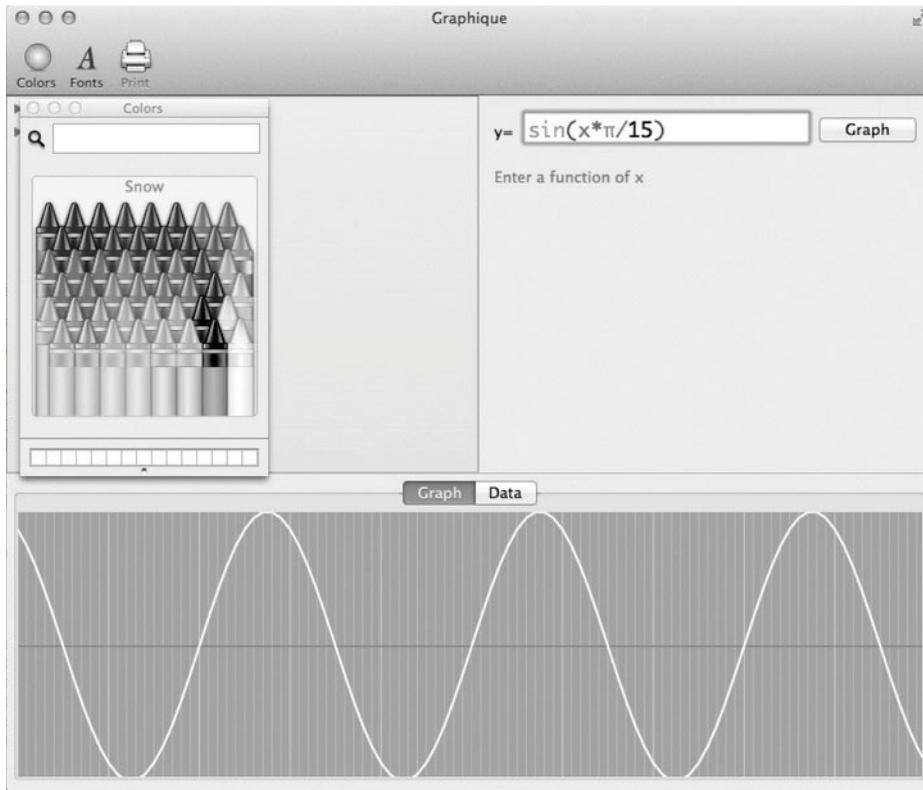 Graphique
Colors Fonts Print
Colors
Snow
y= sin(x*π/15) Graph
Enter a function of x
Graph Data